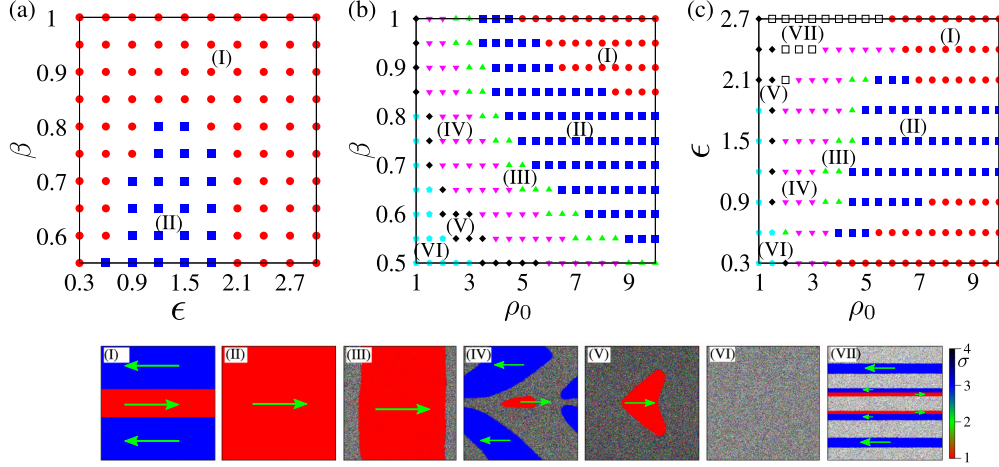 (a)
(I)
(II)
β
0.9
0.8
0.7
0.6
0.3 0.9 1.5 2.1 2.7
ϵ
(b)
1
(I)
0.9
0.8
(IV)
(II)
β
0.7
(III)
0.6
(V)
(VI)
0.5
1 3 5 7 9
ρ0
(c)
2.7
(VII)
(I)
2.1
(V)
(II)
ϵ
1.5
(III)
(IV)
0.9
(VI)
0.3
1 3 5 7 9
ρ0
(I) (II) (III) (IV) (V) (VI) (VII)
4
σ
3
2
1